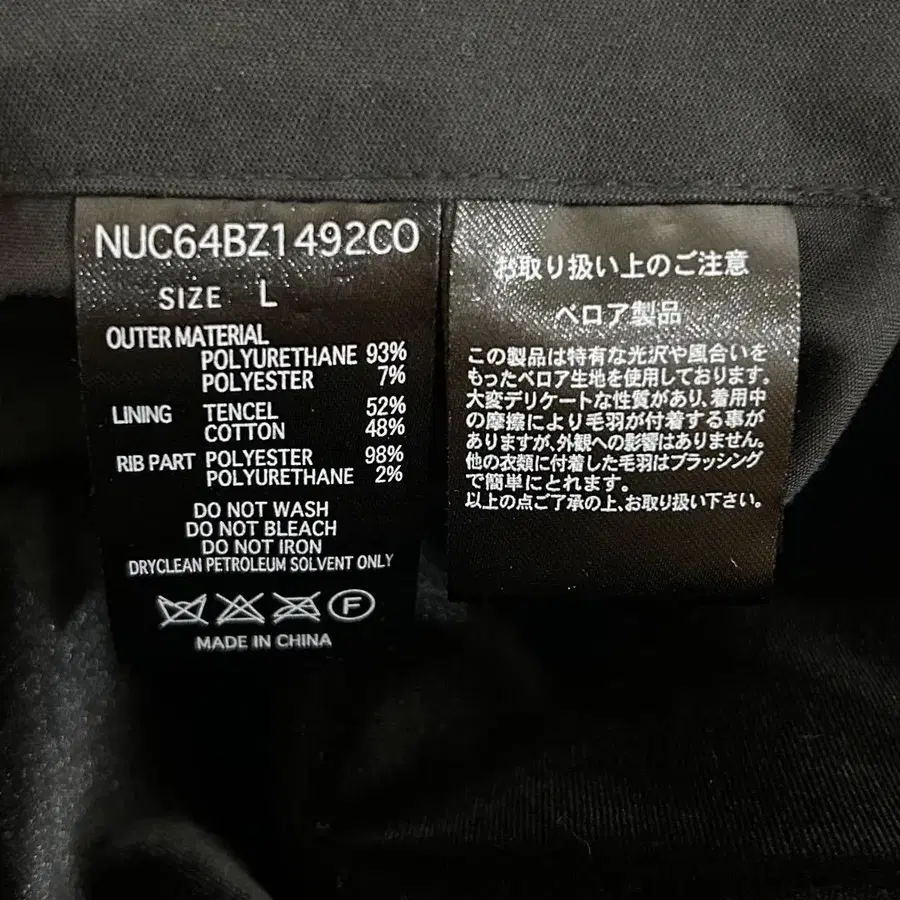 NUC64BZ1492CO
SIZE L
OUTER MATERIAL
POLYURETHANE 93%
POLYESTER 7%
LINING TENCEL 52%
COTTON 48%
RIB PART POLYESTER 98%
POLYURETHANE 2%
DO NOT WASH
DO NOT BLEACH
DO NOT IRON
DRYCLEAN PETROLEUM SOLVENT ONLY
F
MADE IN CHINA
お取り扱い上のご注意
ベロア製品
この製品は特有な光沢や風合いを
もったベロア生地を使用しております。
大変デリケートな性質があり、着用中
の摩擦により毛羽が付着する事が
ありますが、外観への影響はありません。
他の衣類に付着した毛羽はブラッシング
で簡単にとれます。
以上の点ご了承の上、お取り扱い下さい。